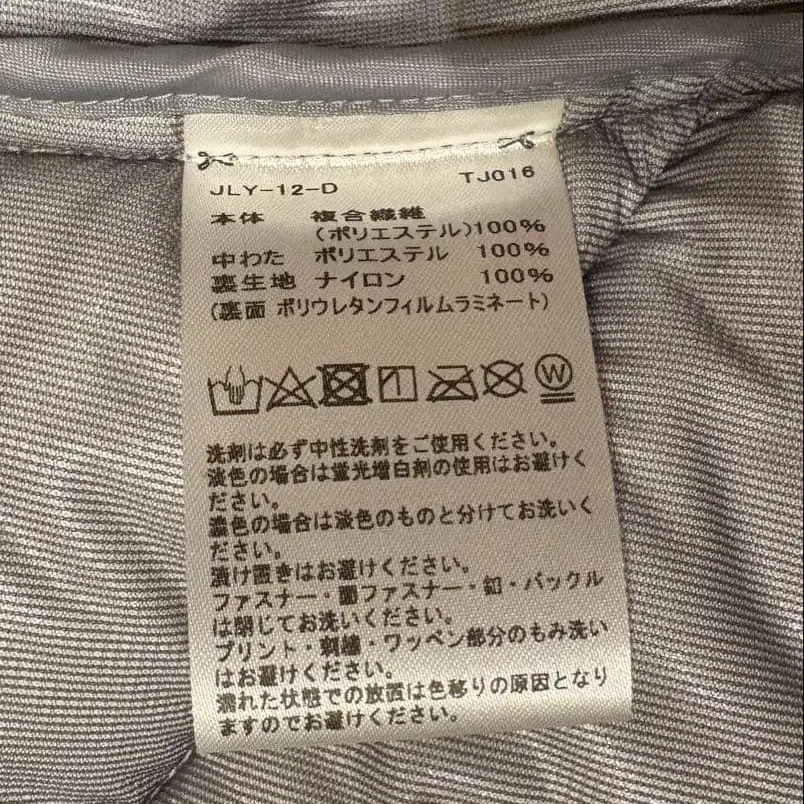 JLY-12-D TJ016
本体 複合繊維
(ポリエステル)100%
中わた ポリエステル 100%
裏生地 ナイロン 100%
(裏面 ポリウレタンフィルムラミネート)
W
洗剤は必ず中性洗剤をご使用ください。
淡色の場合は蛍光増白剤の使用はお避けく
ださい。
濃色の場合は淡色のものと分けてお洗いく
ださい。
漬け置きはお避けください。
ファスナー・面ファスナー・釦・バックル
は閉じてお洗いください。
プリント・刺繍・ワッペン部分のもみ洗い
はお避けください。
濡れた状態での放置は色移りの原因となり
ますのでお避けください。